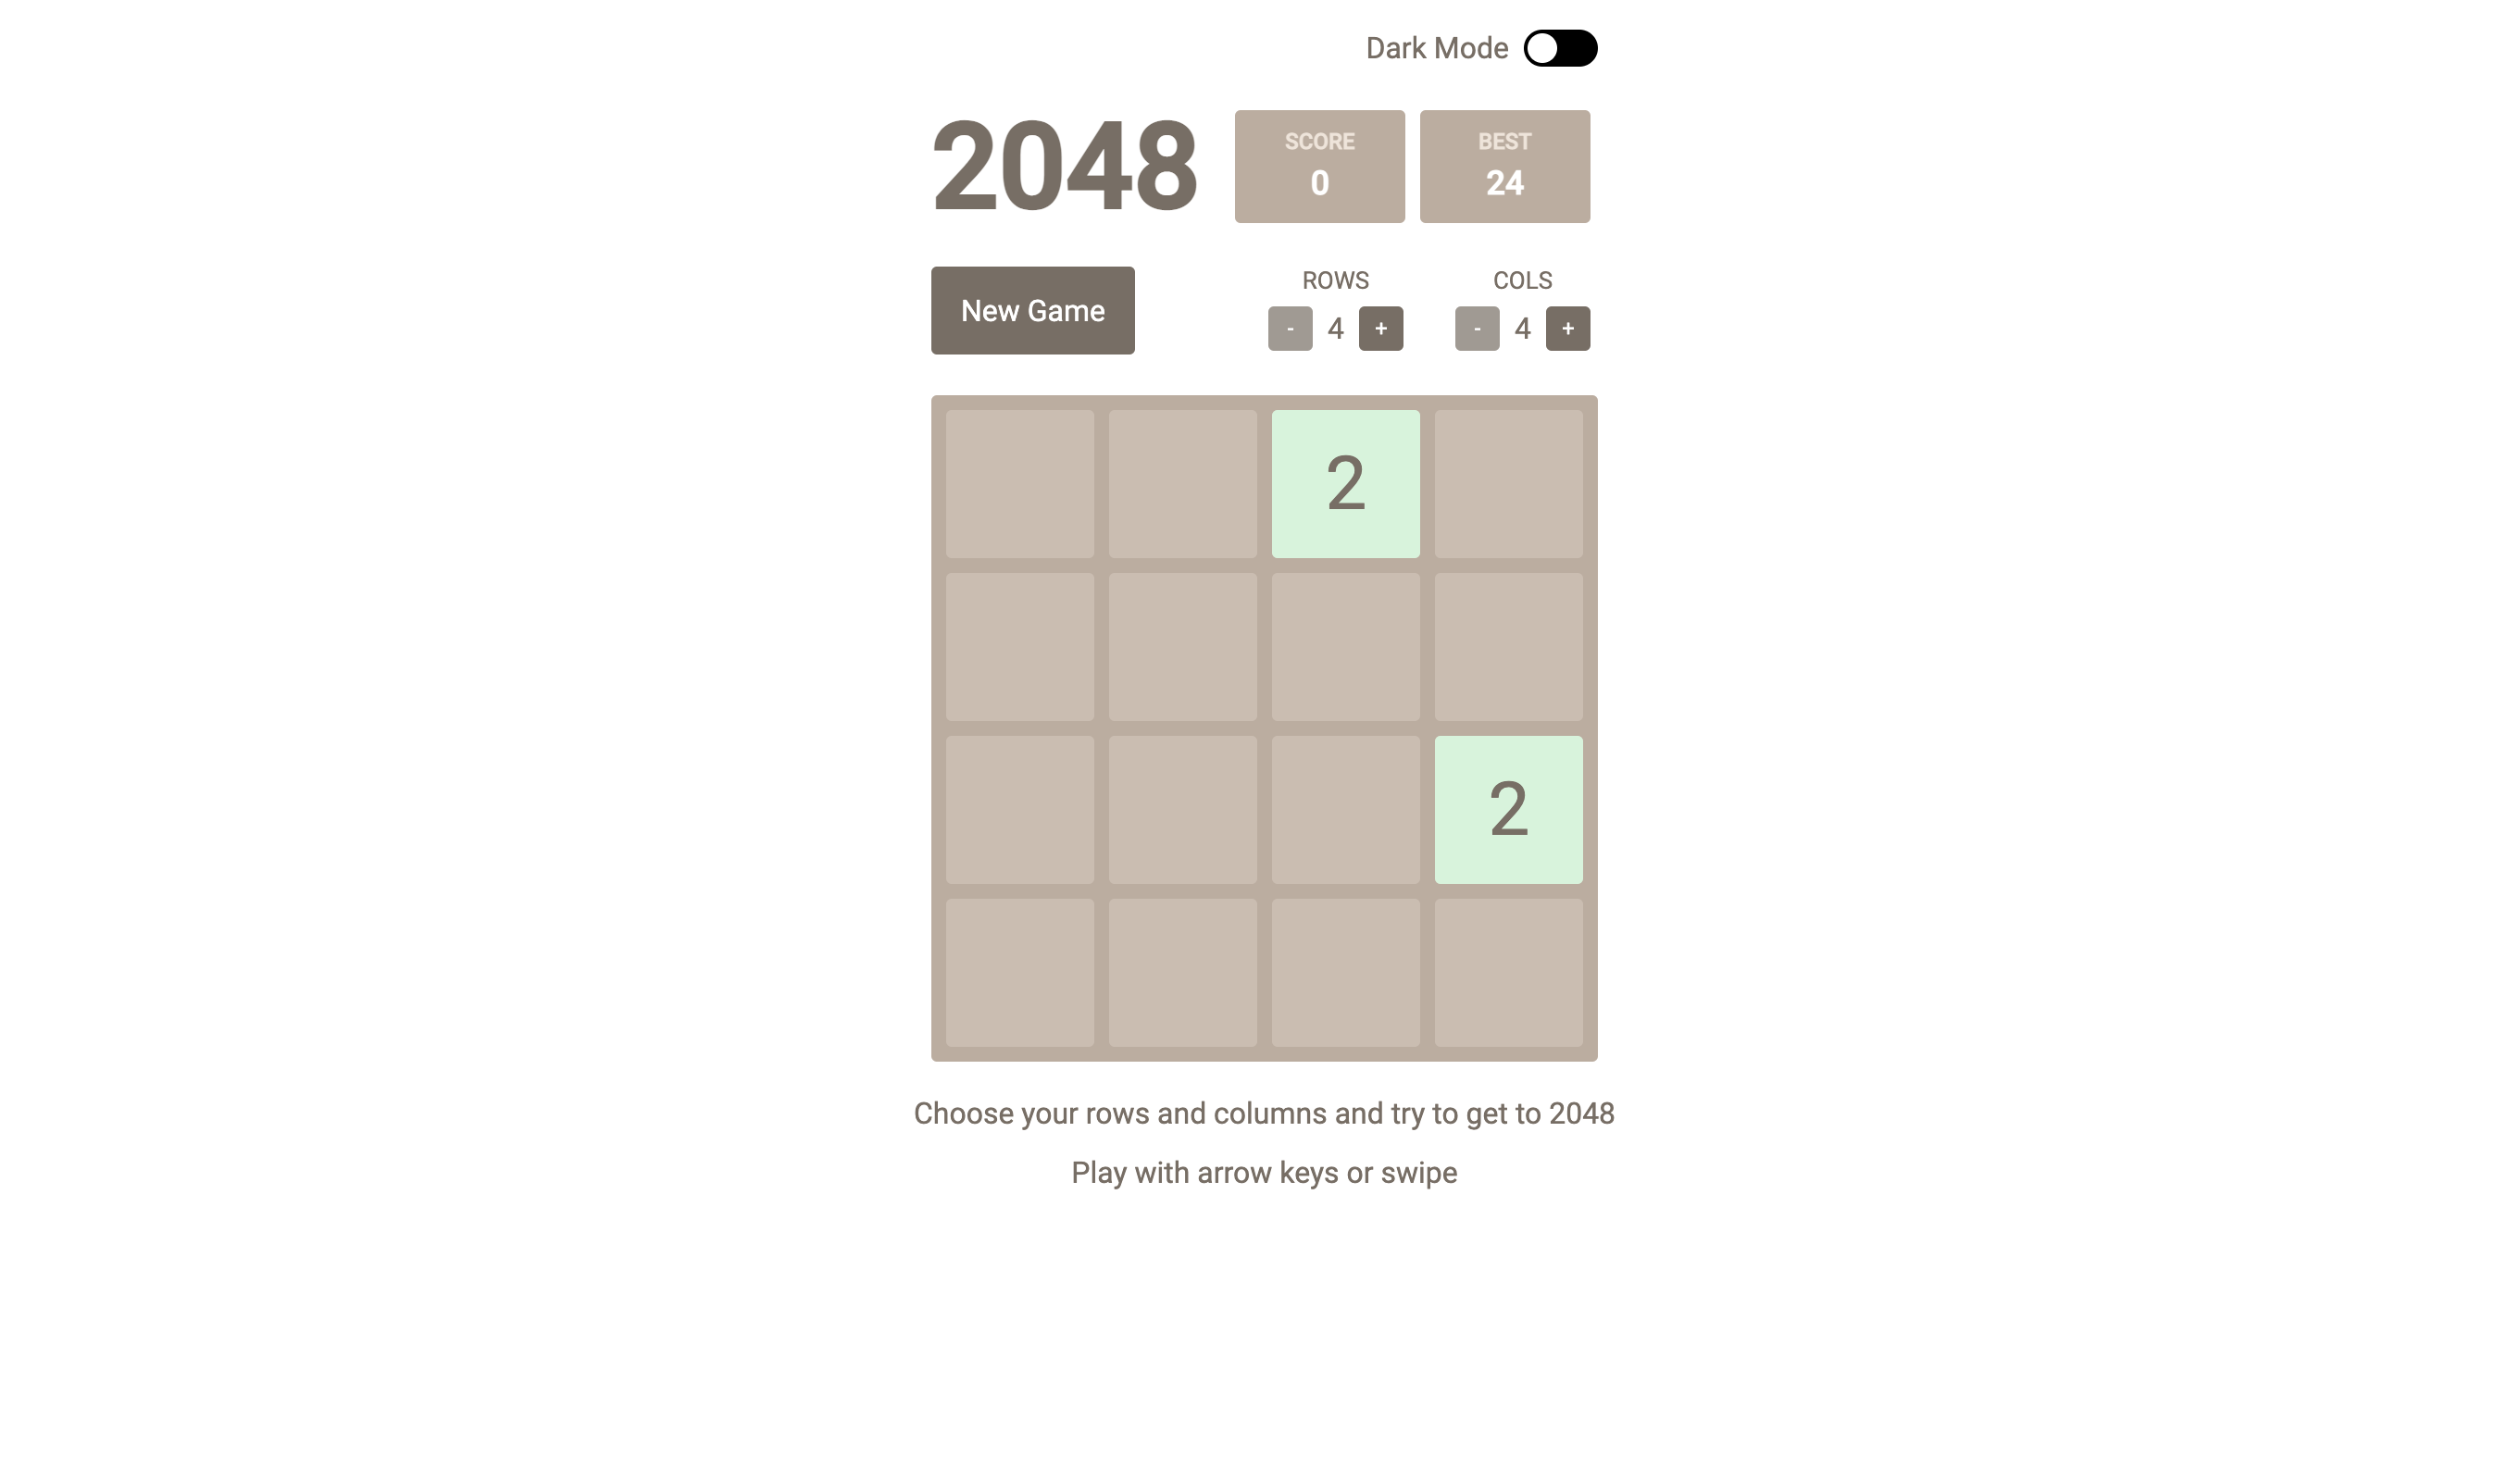 Dark Mode
2048
SCORE
0
BEST
24
New Game
ROWS
- 4 +
COLS
- 4 +
2
2
Choose your rows and columns and try to get to 2048
Play with arrow keys or swipe